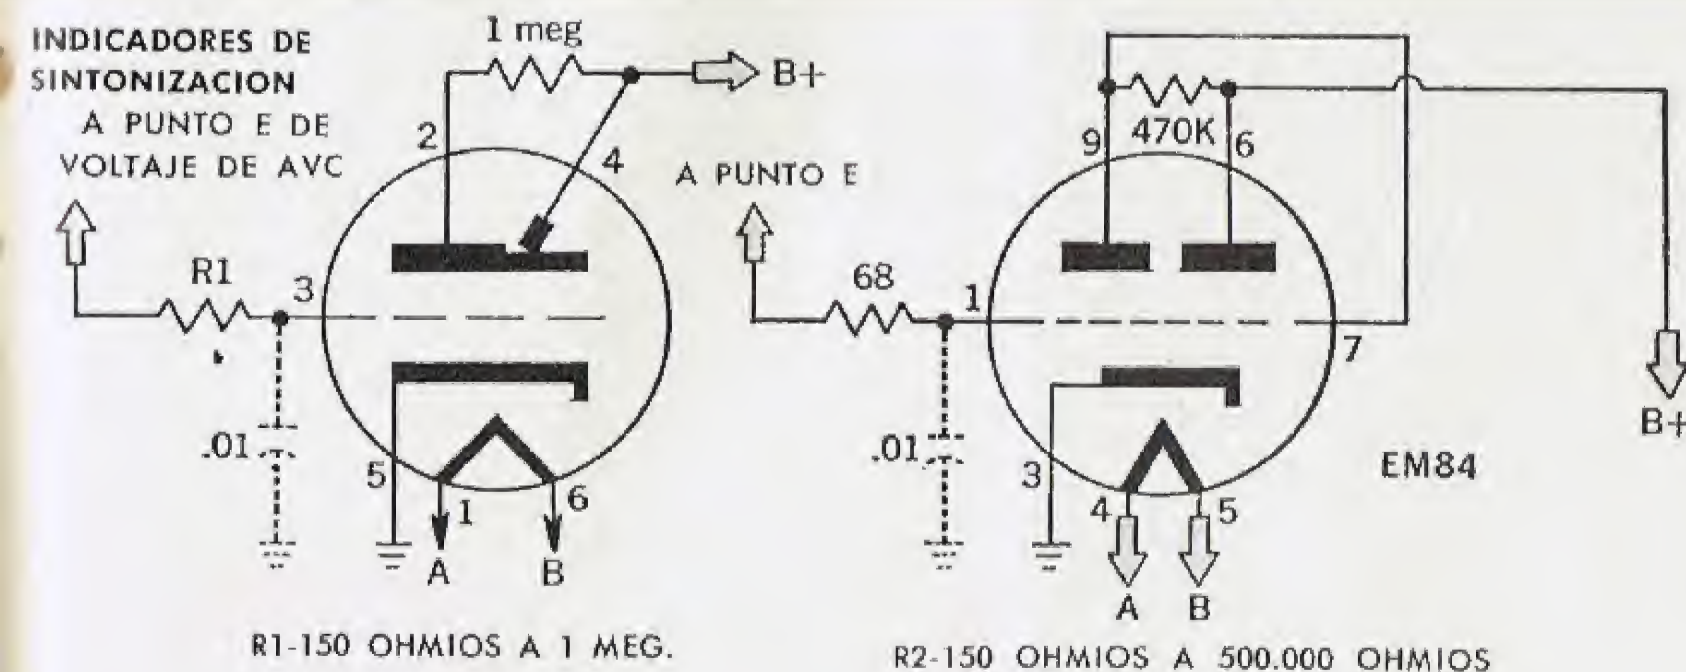 INDICADORES DE
SINTONIZACION
A PUNTO E DE
VOLTAJE DE AVC
1 meg
B+
2
4
R1
3
.01
5
1
6
A
B
R1-150 OHMIOS A 1 MEG.
A PUNTO E
9
470K
6
68
1
7
.01
3
4
5
A
B
EM84
B+
R2-150 OHMIOS A 500.000 OHMIOS